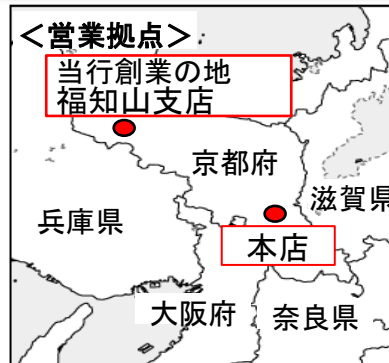 ＜営業拠点＞
当行創業の地
福知山支店
京都府
滋賀県
兵庫県
本店
大阪府
奈良県